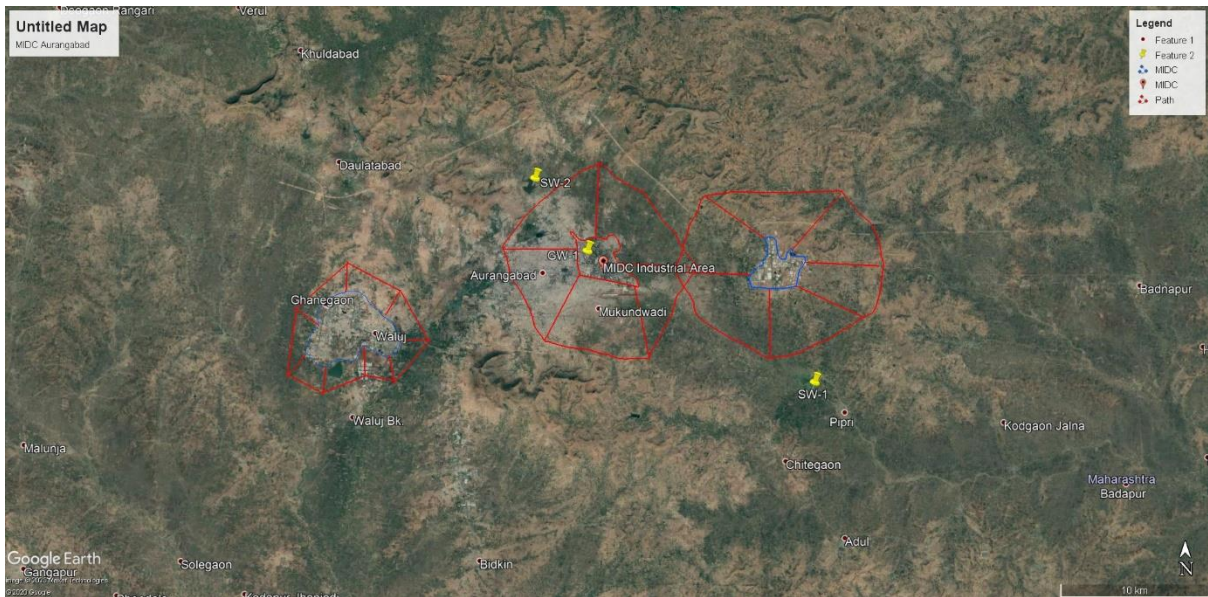 Untitled Map
MIDC Aurangabad
Legend
Feature 1
Feature 2
MIDC
MIDC
Path
Verul
Khuldabad
Daulatabad
SW-2
GW-1
MIDC Industrial Area
Aurangabad
Mukundwadi
Badnapur
Ghanegaon
Waluj
SW-1
Waluj Bk.
Pipri
Kodgaon Jalna
Malunja
Chitegaon
Maharashtra
Badapur
Adul
Google Earth
Solegaon
Bidkin
Gangapur
N
© 2023 Google
10 km